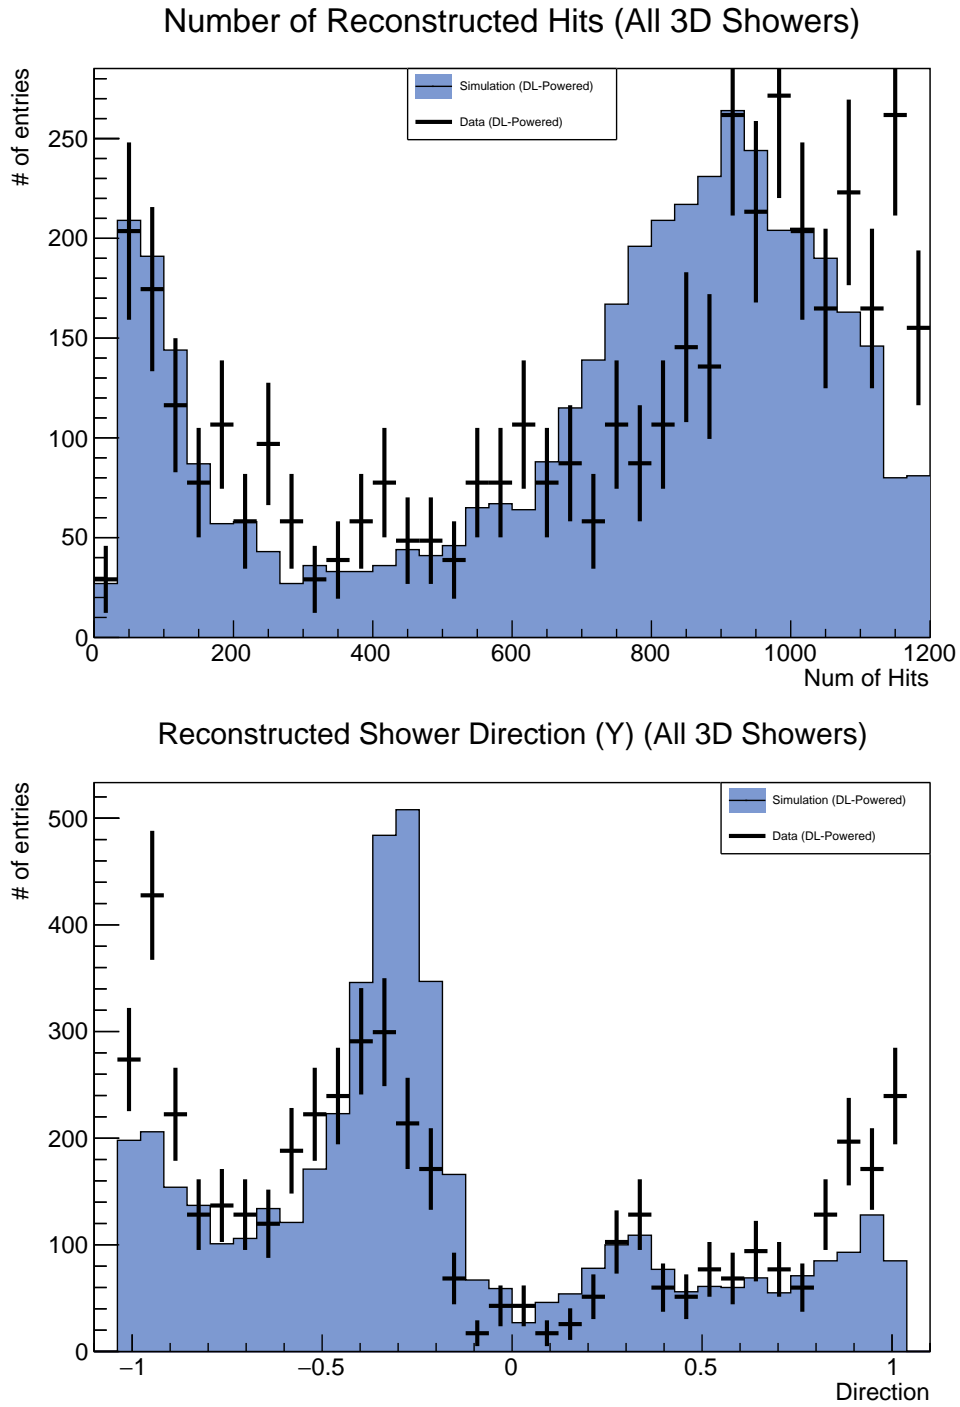 Number of Reconstructed Hits (All 3D Showers)
# of entries
Simulation (DL-Powered)
Data (DL-Powered)
250
200
150
100
50
0
0 200 400 600 800 1000 1200
Num of Hits
Reconstructed Shower Direction (Y) (All 3D Showers)
# of entries
Simulation (DL-Powered)
Data (DL-Powered)
500
400
300
200
100
0
−1 −0.5 0 0.5 1
Direction